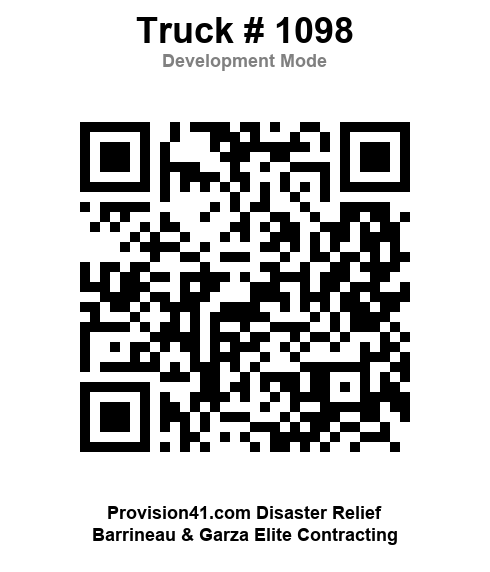 Truck # 1098
Development Mode
Provision41.com Disaster Relief
Barrineau & Garza Elite Contracting